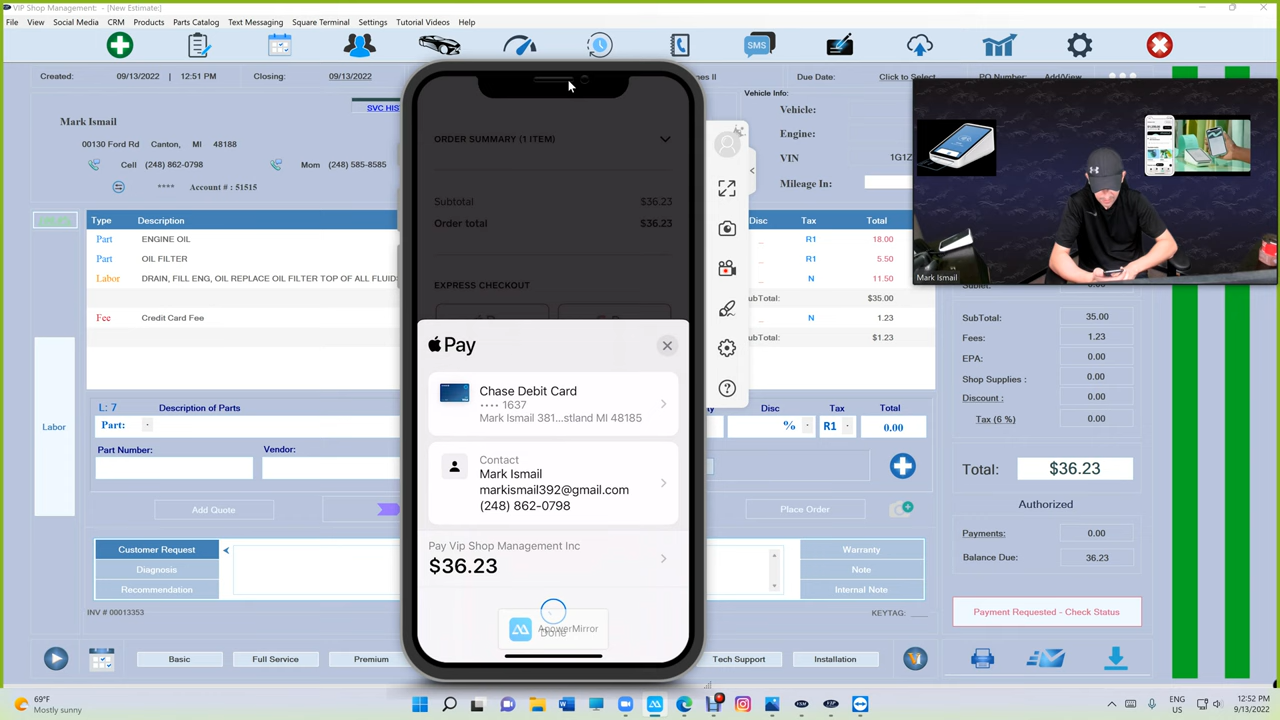 VIP Shop Management: - [New Estimate:]
File View Social Media CRM Products Parts Catalog Text Messaging Square Terminal Settings Tutorial Videos Help
SMS
Created: 09/13/2022 | 12:51 PM Closing: 09/13/2022
Due Date: Click to Select PO Number: Add/View
SVC HIS
Mark Ismail
00130 Ford Rd Canton, MI 48188
Cell (248) 862-0798 Mom (248) 585-8585
**** Account # : 51515
Vehicle Info:
Vehicle:
Engine:
VIN 1G1Z
Mileage In:
Mark Ismail
Type Description Disc Tax Total
Part ENGINE OIL _ R1 18.00
Part OIL FILTER _ R1 5.50
Labor DRAIN, FILL ENG, OIL REPLACE OIL FILTER TOP OF ALL FLUID _ N 11.50
SubTotal: $35.00
Fee Credit Card Fee _ N 1.23
SubTotal: $1.23
ORDER SUMMARY (1 ITEM)
Subtotal $36.23
Order total $36.23
EXPRESS CHECKOUT
Pay
Chase Debit Card
•••• 1637
Mark Ismail 381...stland MI 48185
Contact
Mark Ismail
markismail392@gmail.com
(248) 862-0798
Pay Vip Shop Management Inc
$36.23
ApowerMirror
Done
SubTotal: 35.00
Fees: 1.23
EPA: 0.00
Shop Supplies : 0.00
Discount : 0.00
Tax (6 %) 0.00
Total: $36.23
Authorized
Payments: 0.00
Balance Due: 36.23
Payment Requested - Check Status
Labor
L: 7 Description of Parts Disc Tax Total
Part: % R1 0.00
Part Number: Vendor:
Add Quote Place Order
Customer Request
Diagnosis
Recommendation
Warranty
Note
Internal Note
INV # 00013353 KEYTAG:
Basic Full Service Premium Tech Support Installation
69°F
Mostly sunny
ENG
US
12:52 PM
9/13/2022